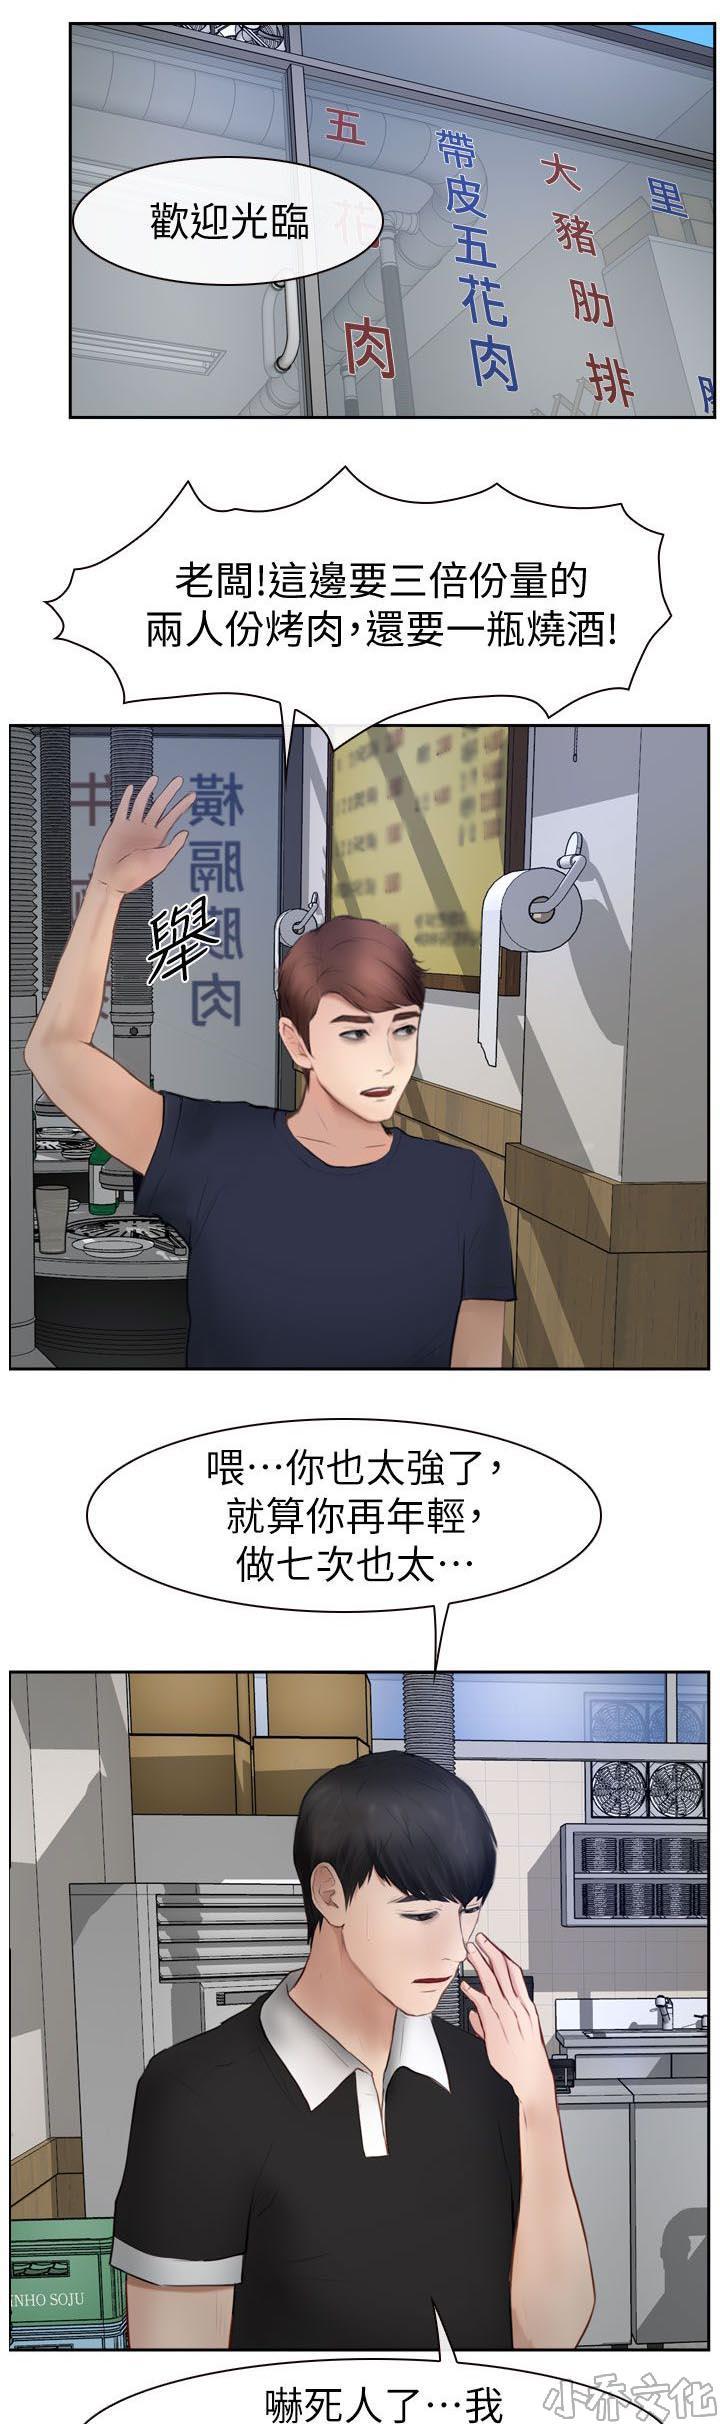 五花肉
帶皮五花肉
大豬肋排
里
歡迎光臨
老闆!這邊要三倍份量的
兩人份烤肉,還要一瓶燒酒!
橫膈膜肉
牛
舉
喂…你也太強了,
就算你再年輕,
做七次也太…
NHO SOJU
嚇死人了…我
小乔文化